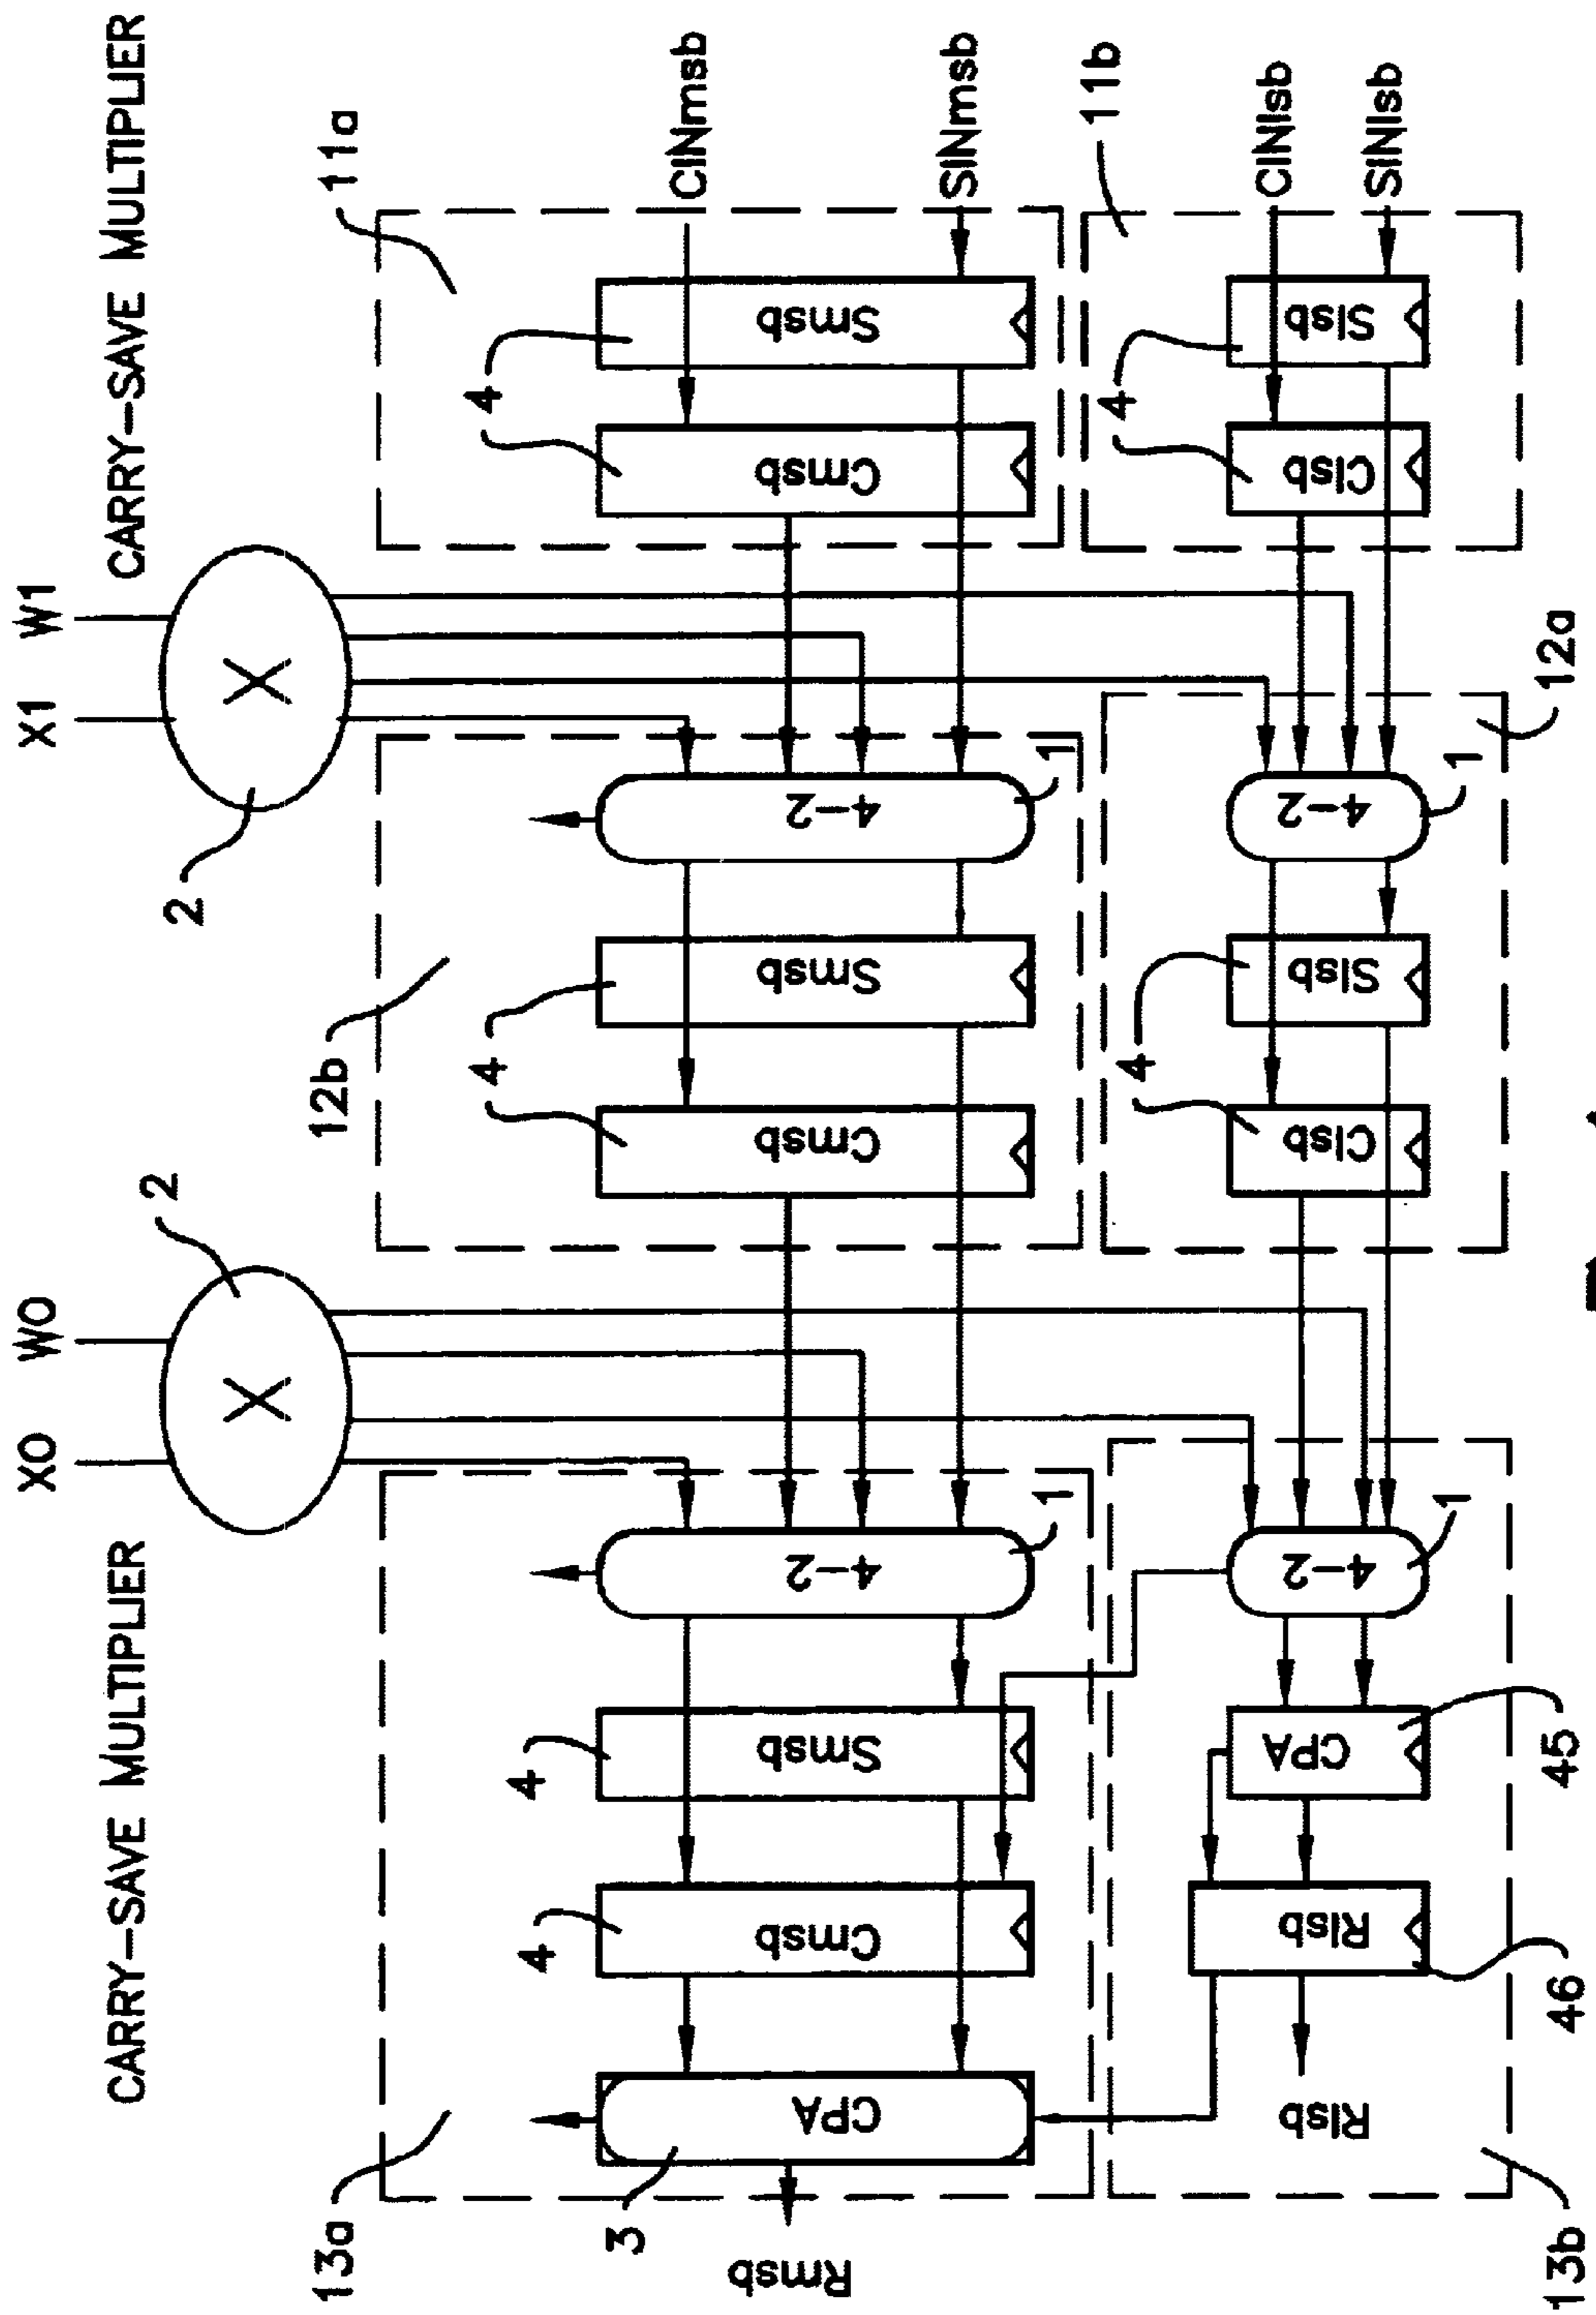 CARRY-SAVE MULTIPLIER
CARRY-SAVE MULTIPLIER
X0
W0
X1
W1
2
2
13a
12b
11a
CINmsb
SINmsb
11b
CINlsb
SINlsb
4
4
4
4
4
4
4
3
CPA
Cmsb
Smsb
4-2
1
Cmsb
Smsb
4-2
1
Cmsb
Smsb
Rmsb
Rlsb
Rlsb
CPA
4-2
1
Clsb
Slsb
4-2
1
Clsb
Slsb
13b
46
45
12a